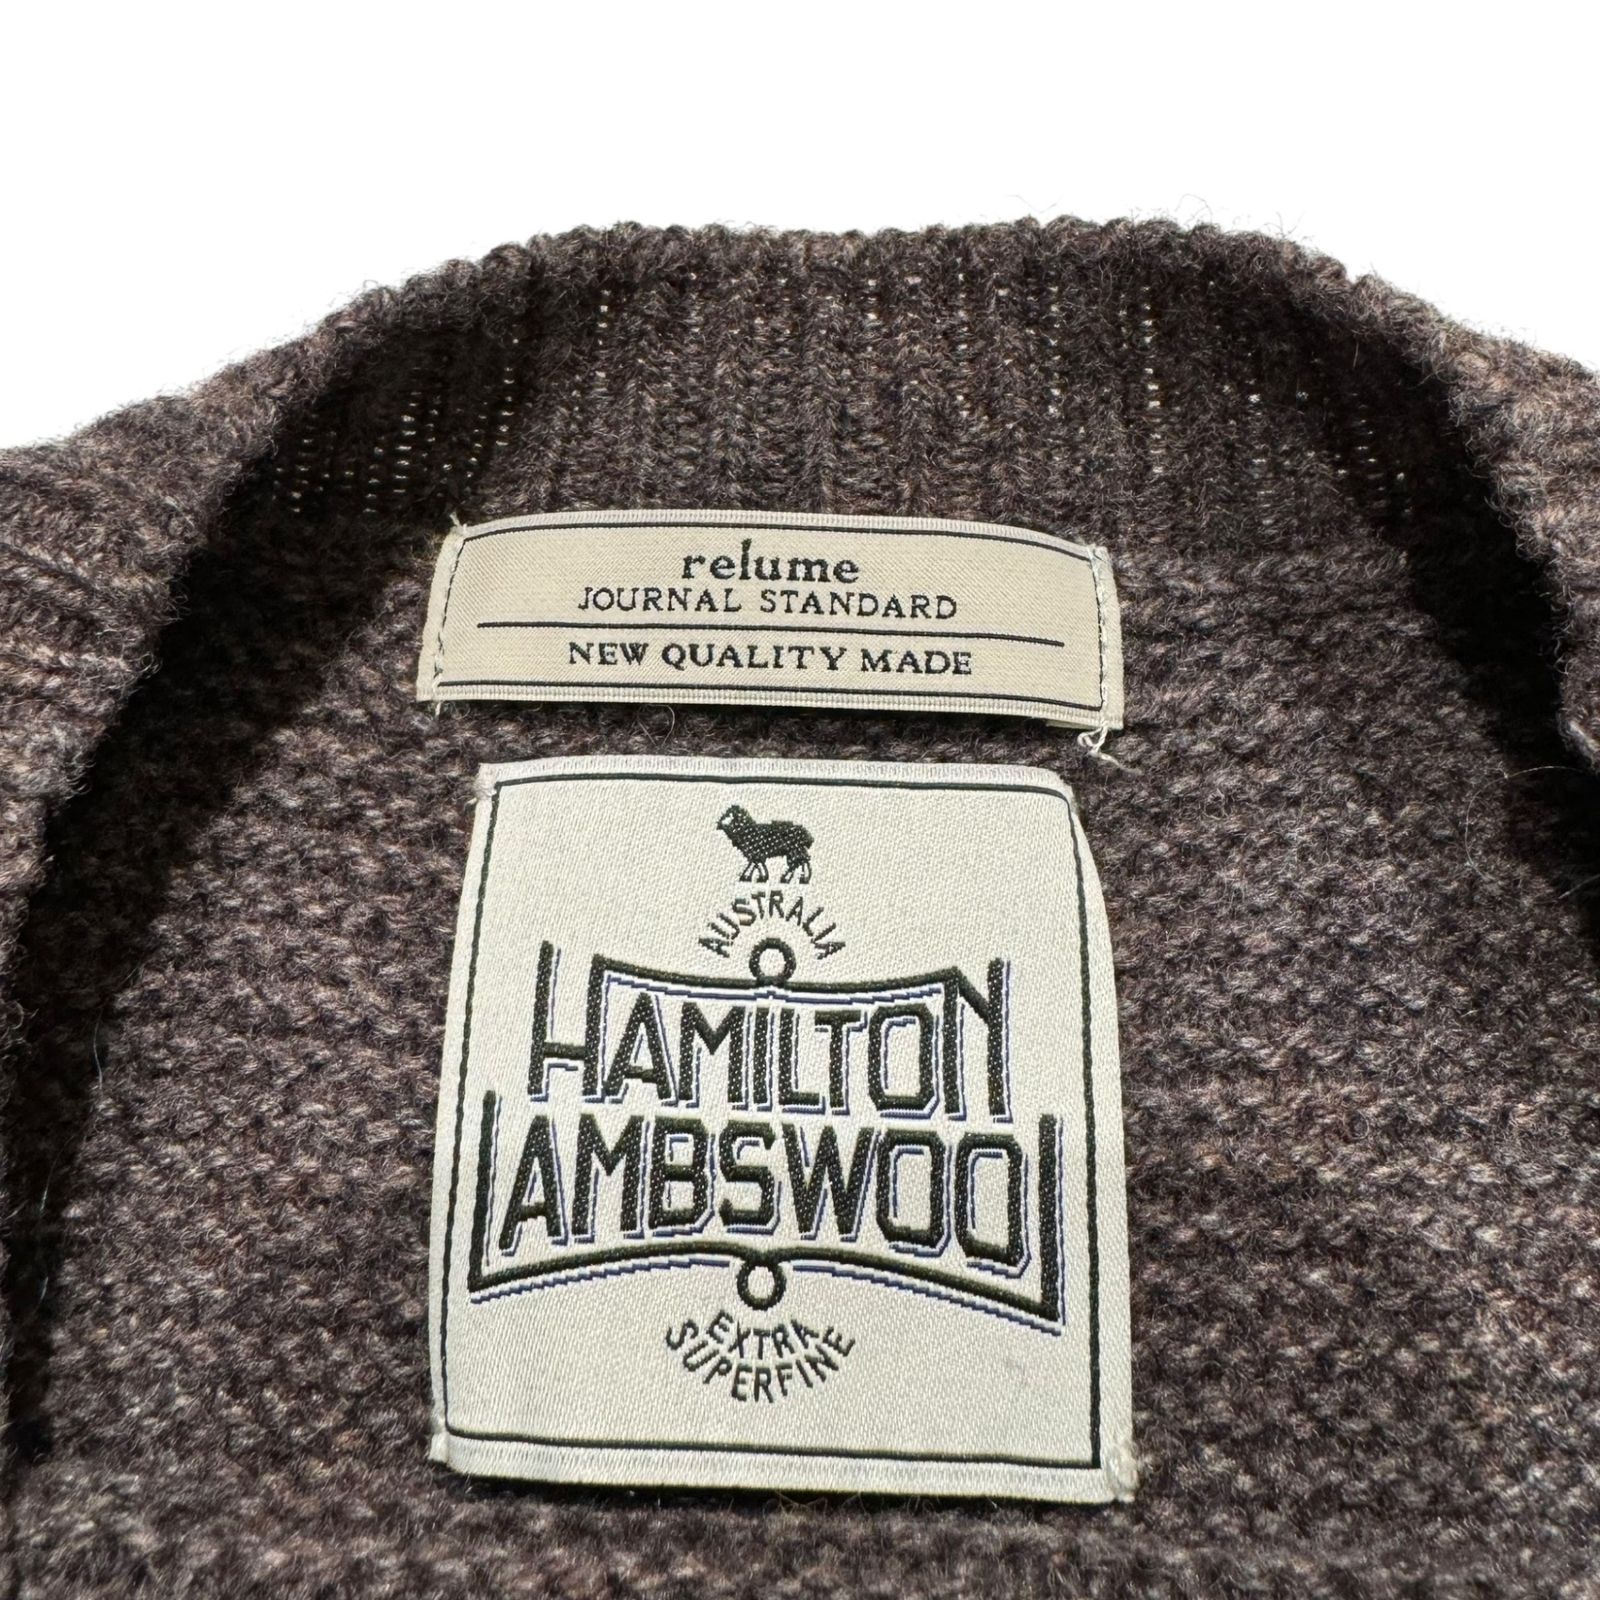 relume
JOURNAL STANDARD
NEW QUALITY MADE
AUSTRALIA
HAMILTON
LAMBSWOOL
EXTRA
SUPERFINE